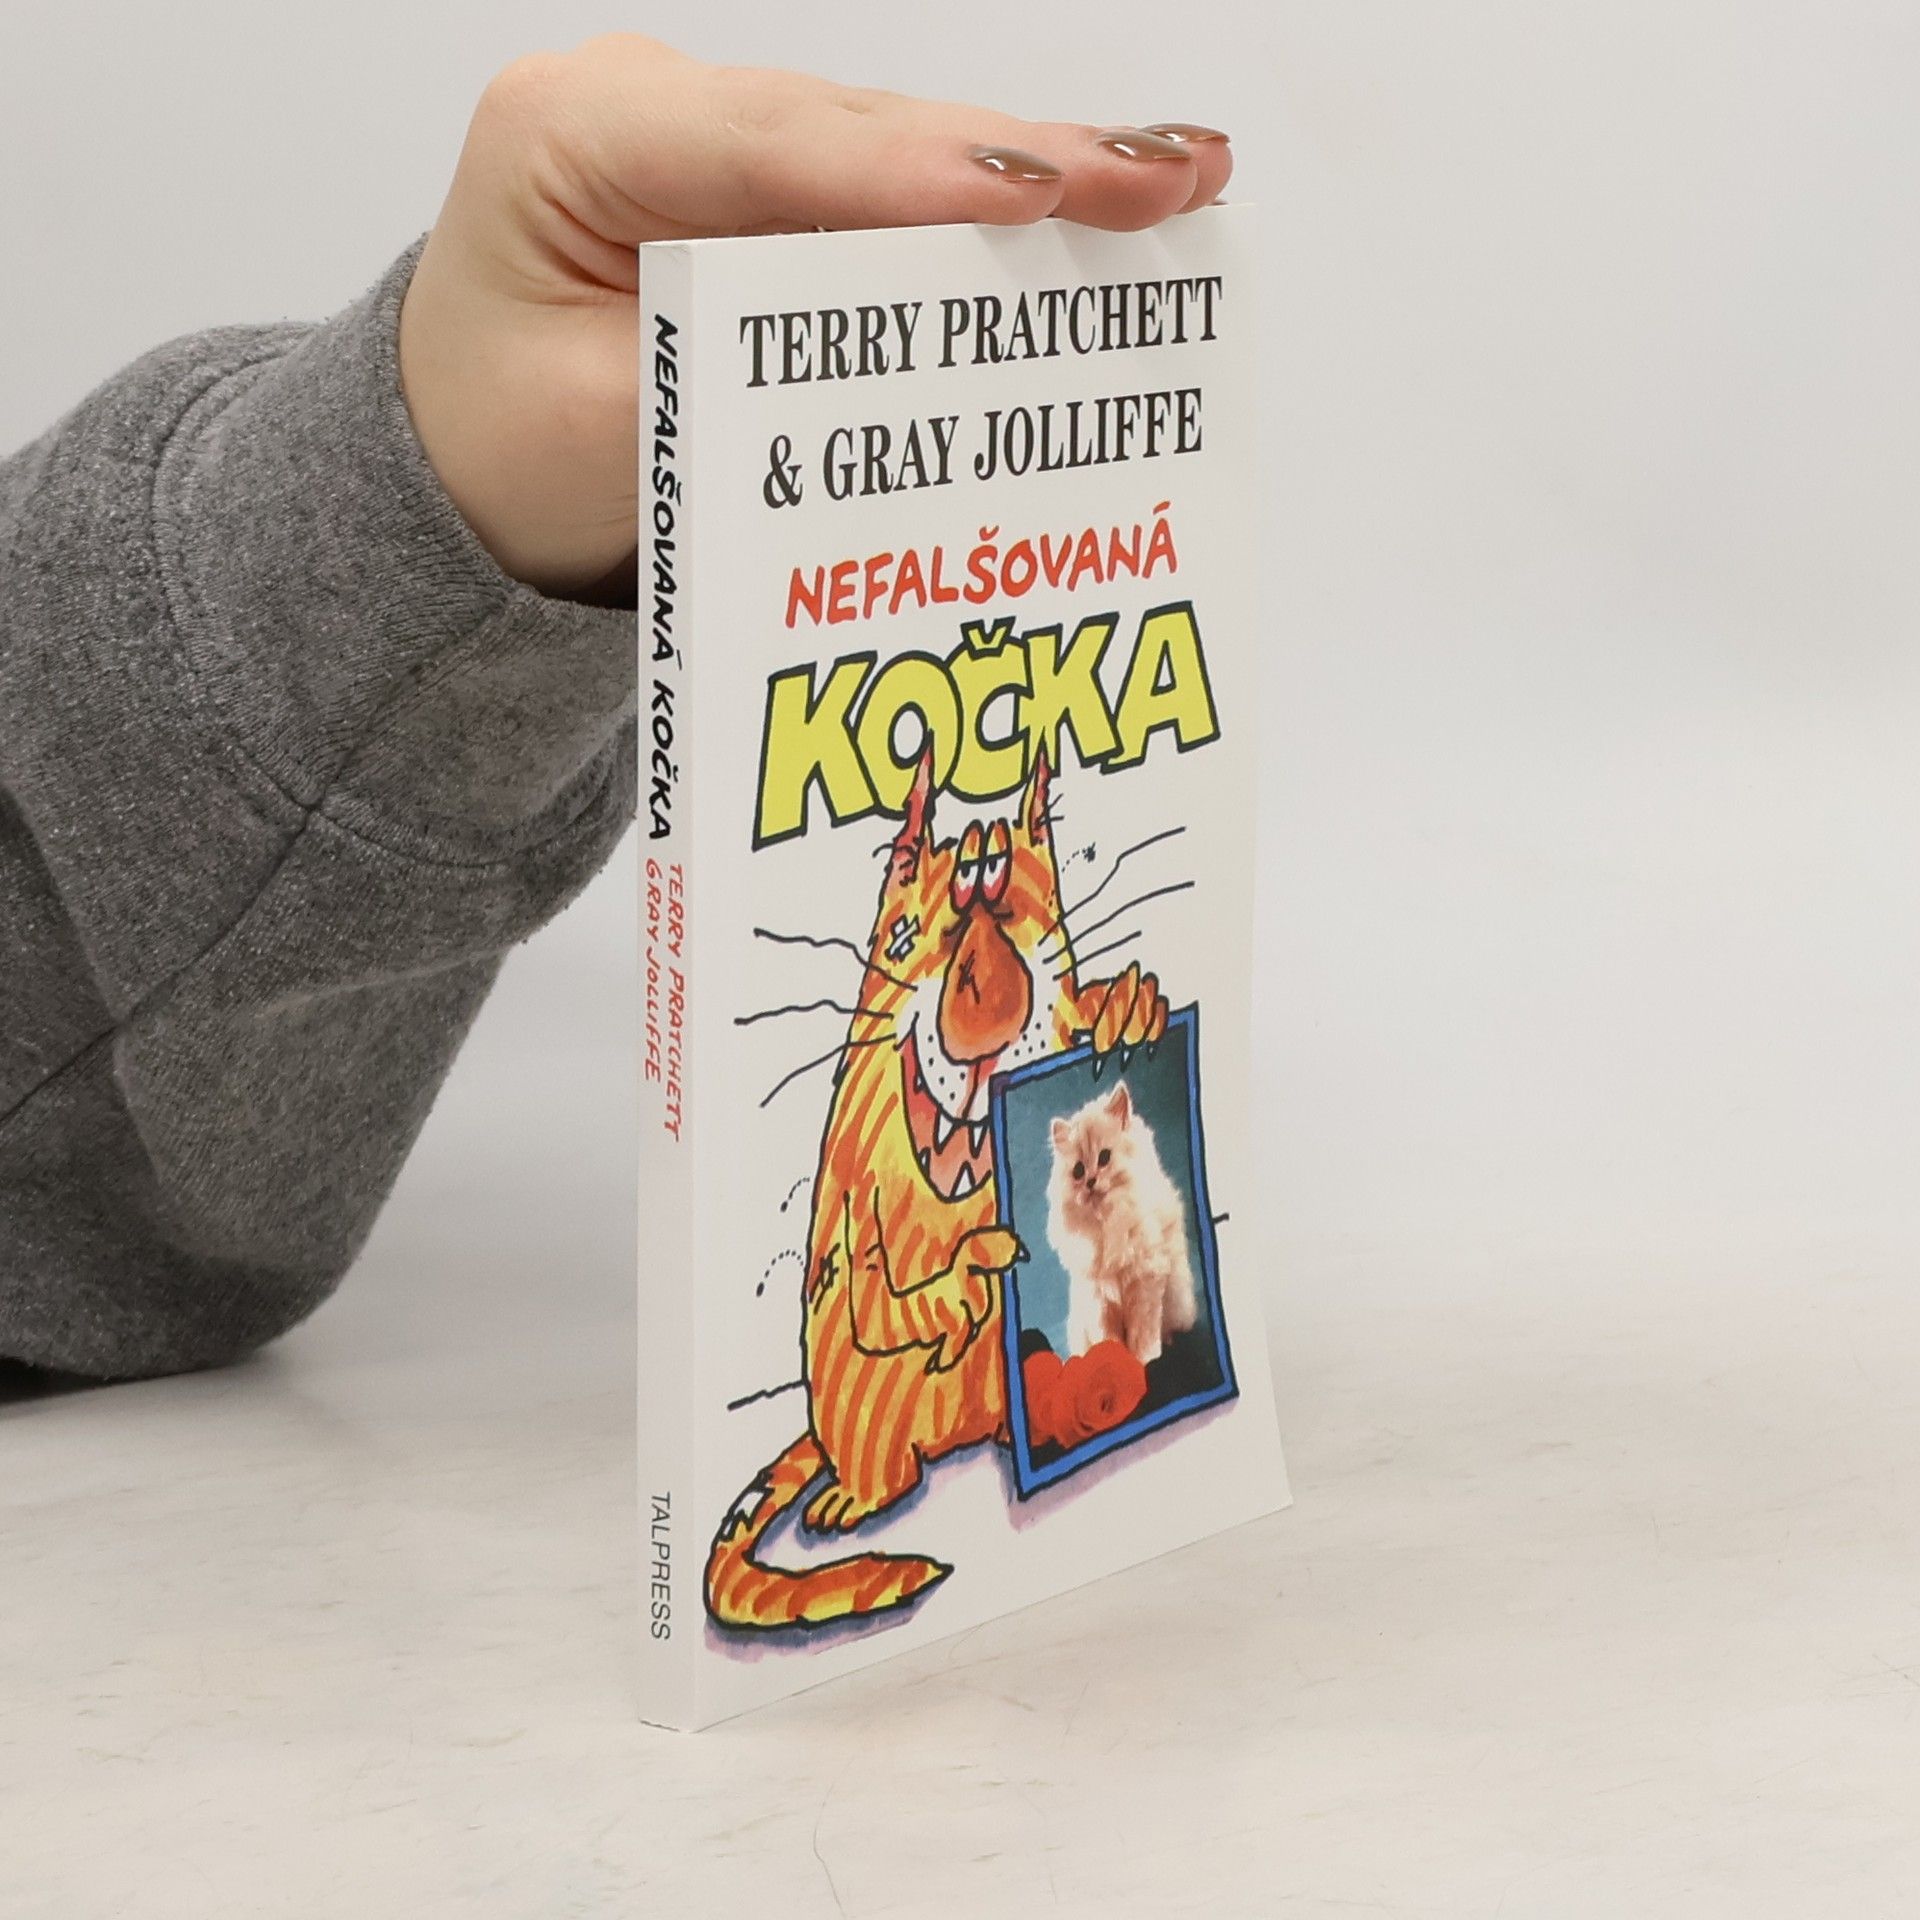 TERRY PRATCHETT
& GRAY JOLLIFFE
NEFALŠOVANÁ
KOČKA
NEFALŠOVANÁ KOČKA
TERRY PRATCHETT
GRAY JOLLIFFE
TALPRESS